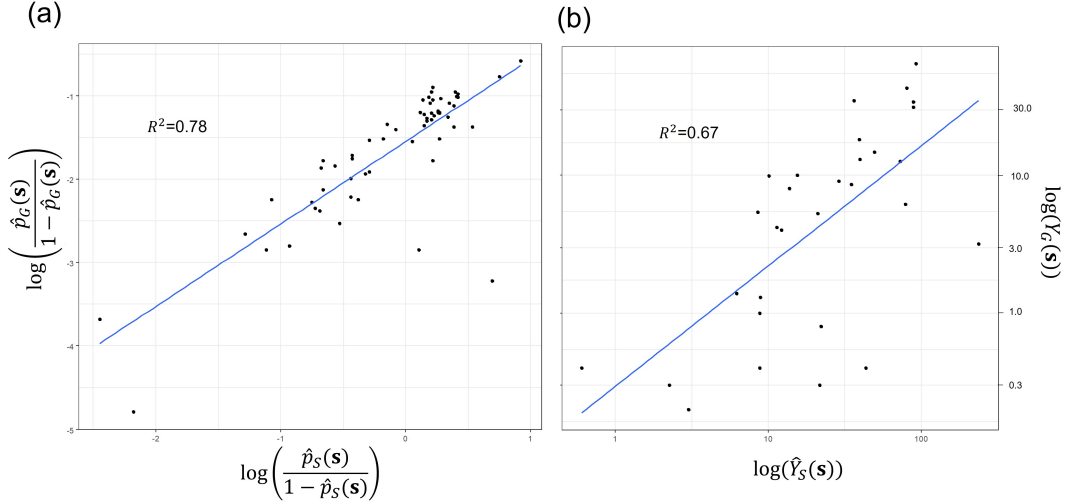 (a)
(b)
R²=0.78
R²=0.67
-1
-2
-3
-4
-5
30.0
10.0
3.0
1.0
0.3
log(p̂_G(𝐬)/(1 − p̂_G(𝐬)))
log(Y_G(𝐬))
-2 -1 0 1
1 10 100
log(p̂_S(𝐬)/(1 − p̂_S(𝐬)))
log(Ŷ_S(𝐬))